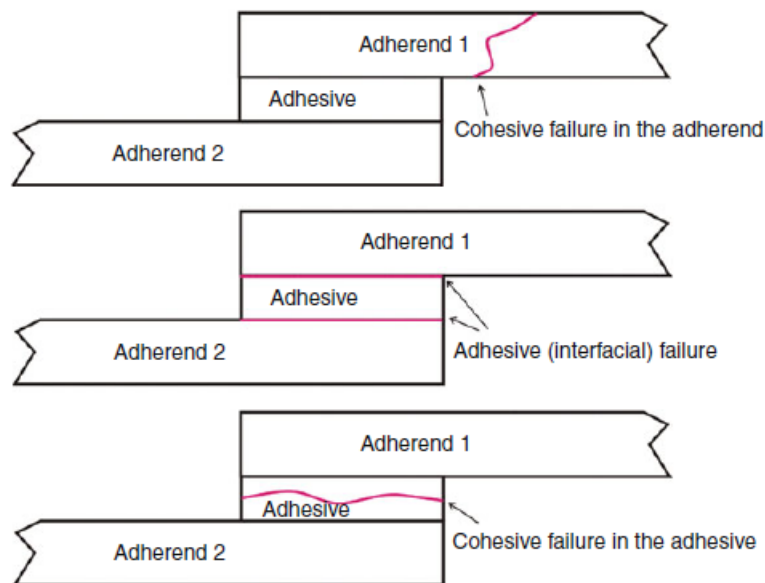 Adherend 1
Adhesive
Cohesive failure in the adherend
Adherend 2
Adherend 1
Adhesive
Adherend 2
Adhesive (interfacial) failure
Adherend 1
Adhesive
Cohesive failure in the adhesive
Adherend 2